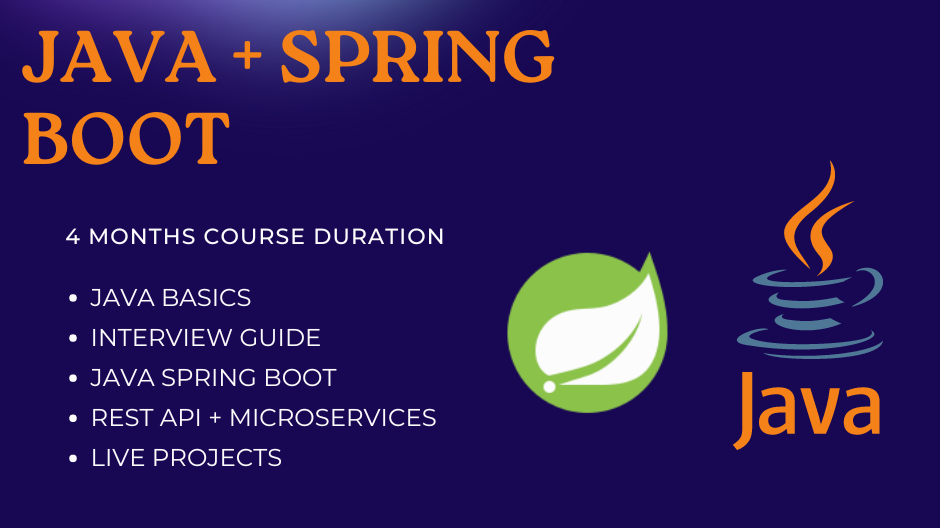 JAVA + SPRING
BOOT
4 MONTHS COURSE DURATION
• JAVA BASICS
• INTERVIEW GUIDE
• JAVA SPRING BOOT
• REST API + MICROSERVICES
• LIVE PROJECTS
Java